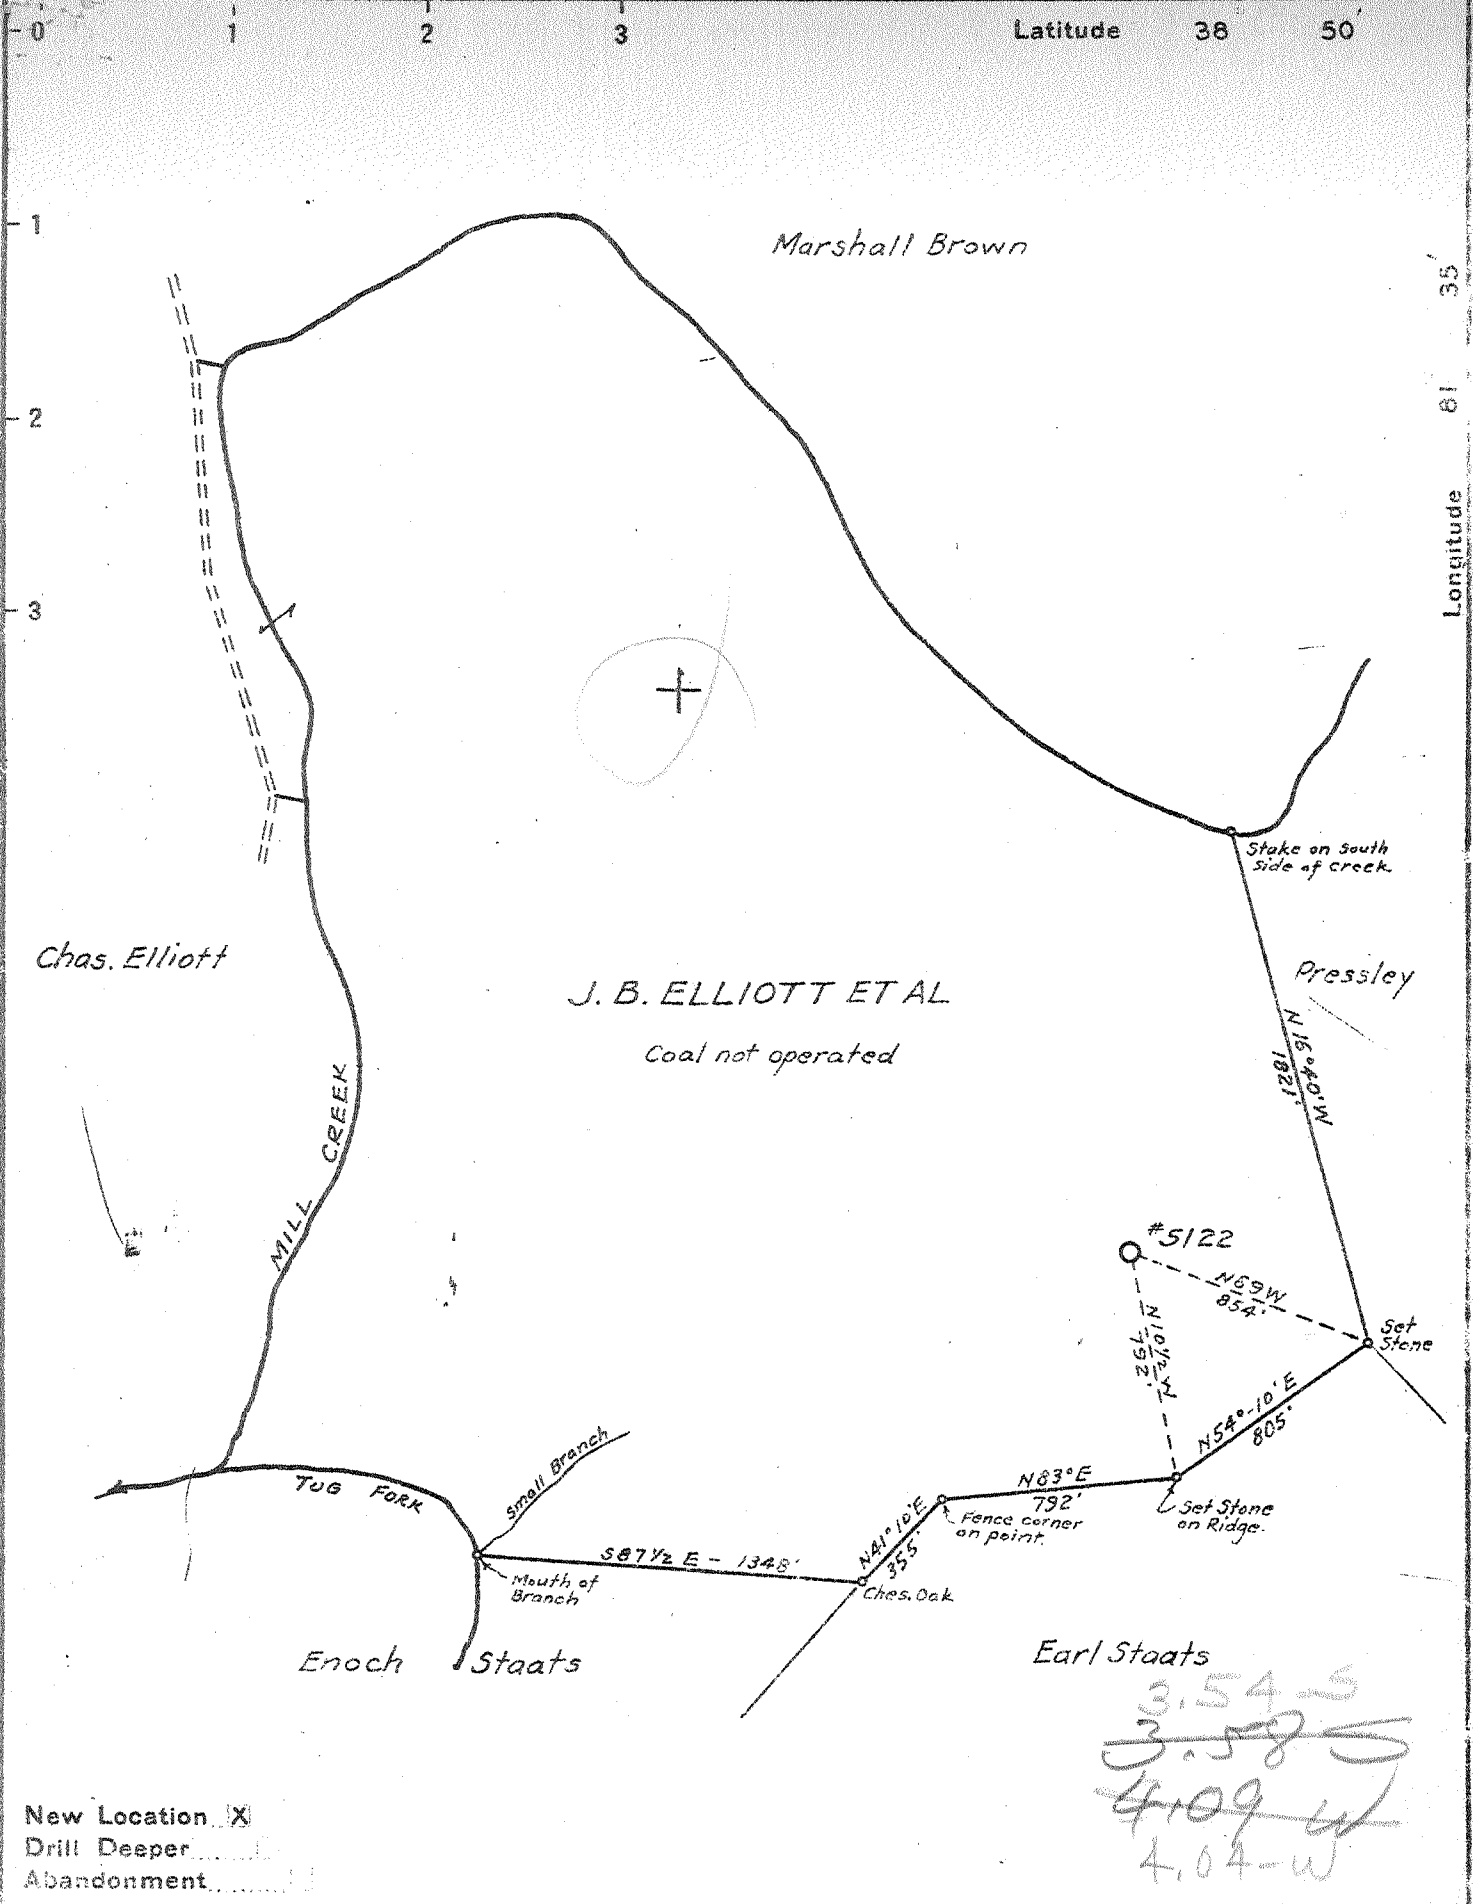 0 1 2 3 Latitude 38 50'
1
Marshall Brown
Longitude 81 35'
2
3
Stake on south
side of creek
Chas. Elliott
Pressley
J. B. ELLIOTT ET AL
Coal not operated
N 16°40'W
1821'
MILL CREEK
#5122
N69W
854'
N 10 1/2 W
792'
Set
Stone
N54°-10'E
805'
Small Branch
TUG FORK
N83°E
792'
Set Stone
on Ridge.
Fence corner
on point.
N41°10'E
355'
S87 1/2 E - 1348'
Mouth of
Branch
Ches. Oak
Enoch Staats
Earl Staats
3.54-S
3.58 S
4.09 W
4.04-W
New Location X
Drill Deeper
Abandonment